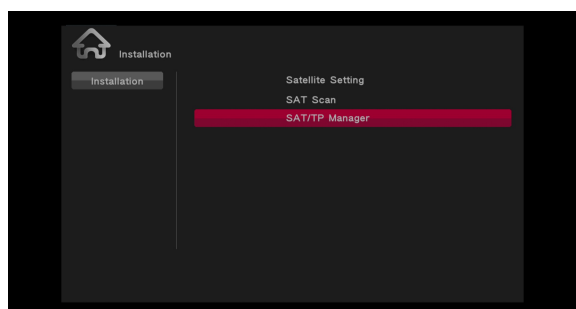 Installation
Installation
Satellite Setting
SAT Scan
SAT/TP Manager